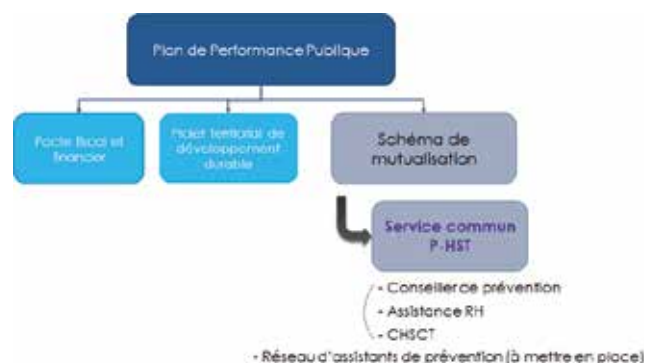 Plan de Performance Publique
Pacte fiscal et
financier
Projet territorial de
développement
durable
Schéma de
mutualisation
Service commun
P-HST
- Conseiller de prévention
- Assistance RH
- CHSCT
- Réseau d'assistants de prévention (à mettre en place)